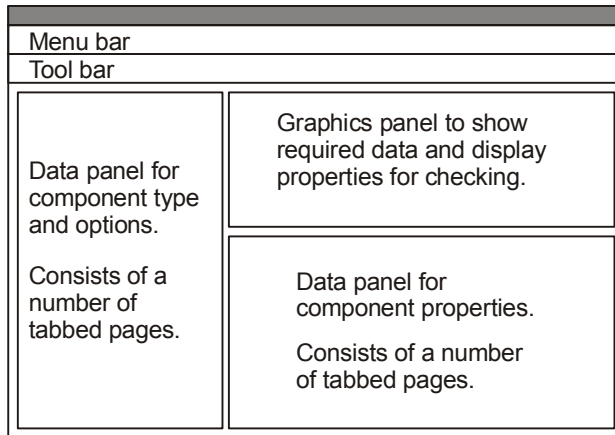 Menu bar
Tool bar
Data panel for
component type
and options.
Consists of a
number of
tabbed pages.
Graphics panel to show
required data and display
properties for checking.
Data panel for
component properties.
Consists of a number
of tabbed pages.